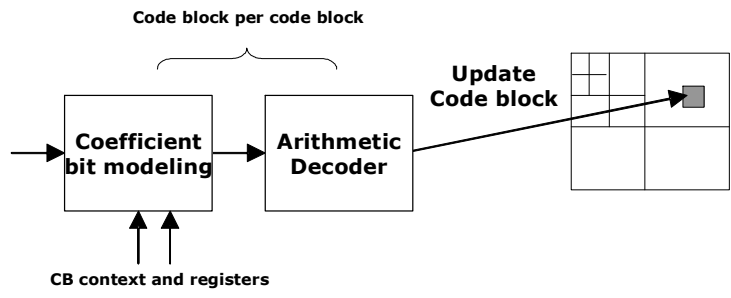 Code block per code block
Update
Code block
Coefficient
bit modeling
Arithmetic
Decoder
CB context and registers